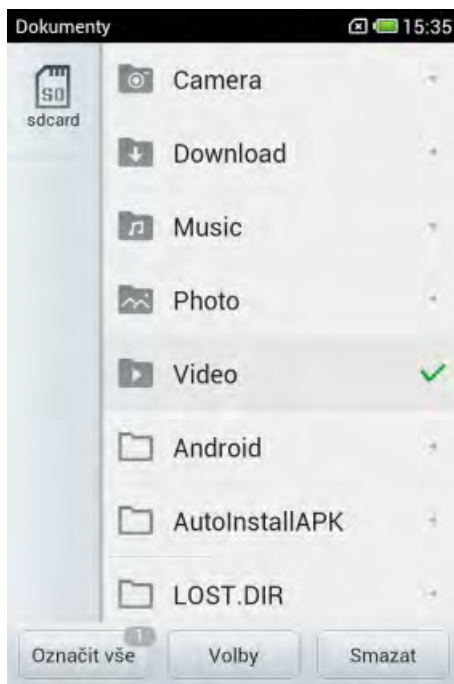 Dokumenty 15:35
SD
sdcard
Camera
Download
Music
Photo
Video
Android
AutoInstallAPK
LOST.DIR
1
Označit vše Volby Smazat